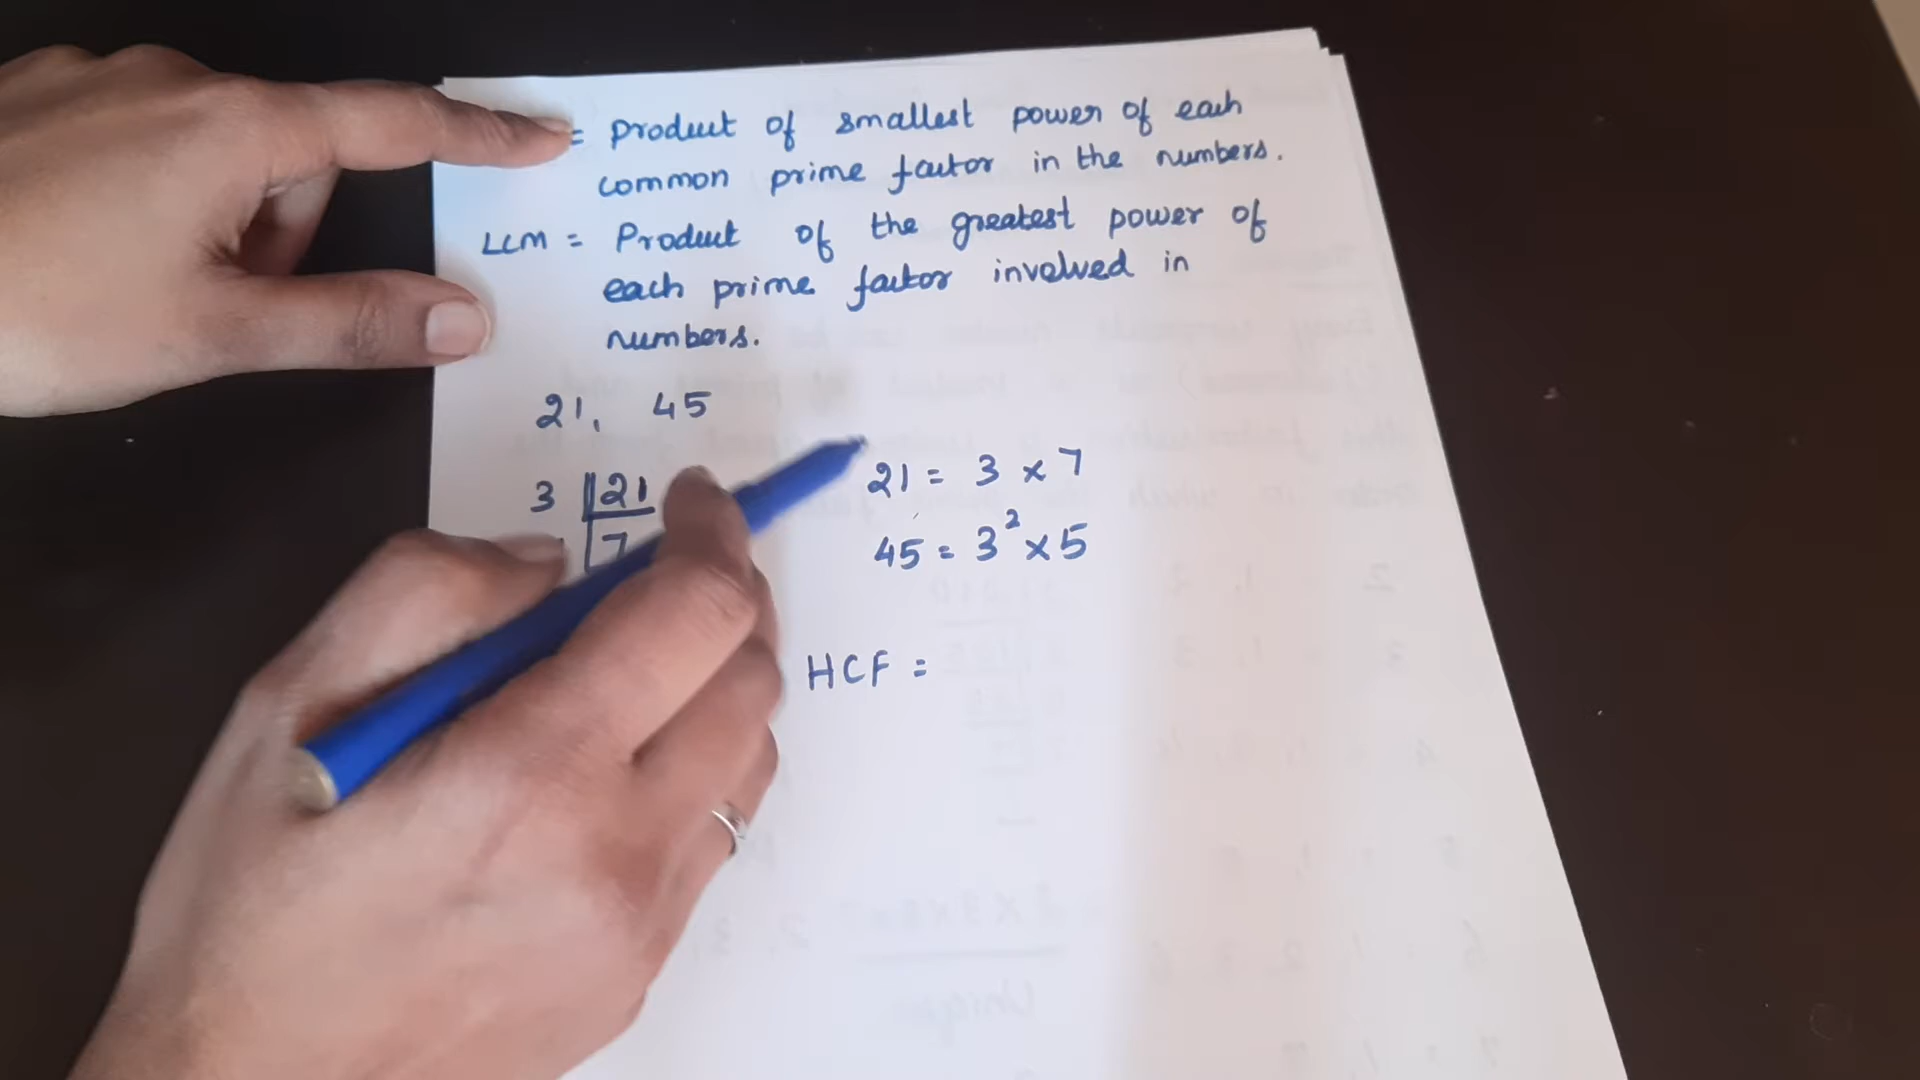 = Product of smallest power of each
common prime factor in the numbers.
LCM = Product of the greatest power of
each prime factor involved in
numbers.
21, 45
3 21
7
21 = 3 × 7
45 = 3² × 5
HCF =